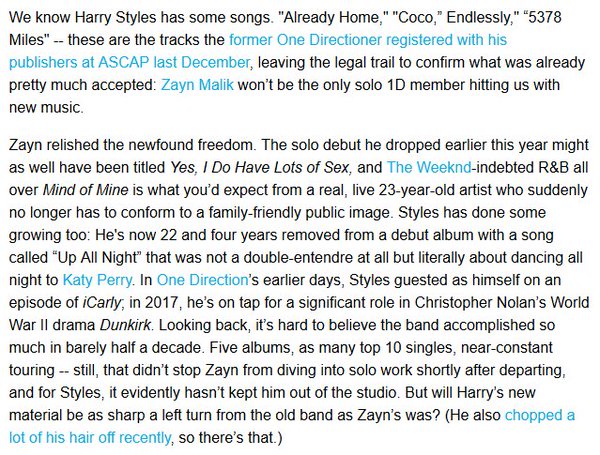 We know Harry Styles has some songs. "Already Home," "Coco,” Endlessly," “5378
Miles" -- these are the tracks the former One Directioner registered with his
publishers at ASCAP last December, leaving the legal trail to confirm what was already
pretty much accepted: Zayn Malik won’t be the only solo 1D member hitting us with
new music.
Zayn relished the newfound freedom. The solo debut he dropped earlier this year might
as well have been titled Yes, I Do Have Lots of Sex, and The Weeknd-indebted R&B all
over Mind of Mine is what you’d expect from a real, live 23-year-old artist who suddenly
no longer has to conform to a family-friendly public image. Styles has done some
growing too: He's now 22 and four years removed from a debut album with a song
called “Up All Night” that was not a double-entendre at all but literally about dancing all
night to Katy Perry. In One Direction’s earlier days, Styles guested as himself on an
episode of iCarly; in 2017, he’s on tap for a significant role in Christopher Nolan’s World
War II drama Dunkirk. Looking back, it’s hard to believe the band accomplished so
much in barely half a decade. Five albums, as many top 10 singles, near-constant
touring -- still, that didn’t stop Zayn from diving into solo work shortly after departing,
and for Styles, it evidently hasn’t kept him out of the studio. But will Harry’s new
material be as sharp a left turn from the old band as Zayn’s was? (He also chopped a
lot of his hair off recently, so there’s that.)